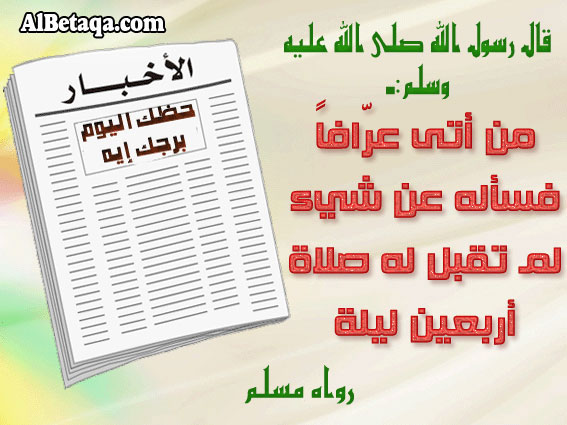 AlBetaqa.com
الأخبار
حظك اليوم
برجك إيه
قال رسول الله صلى الله عليه
وسلم:ـ
من أتى عرّافاً
فسأله عن شيء
لم تقبل له صلاة
أربعين ليلة
رواه مسلم